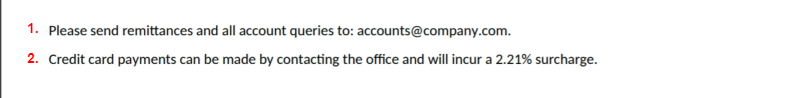 1. Please send remittances and all account queries to: accounts@company.com.
2. Credit card payments can be made by contacting the office and will incur a 2.21% surcharge.